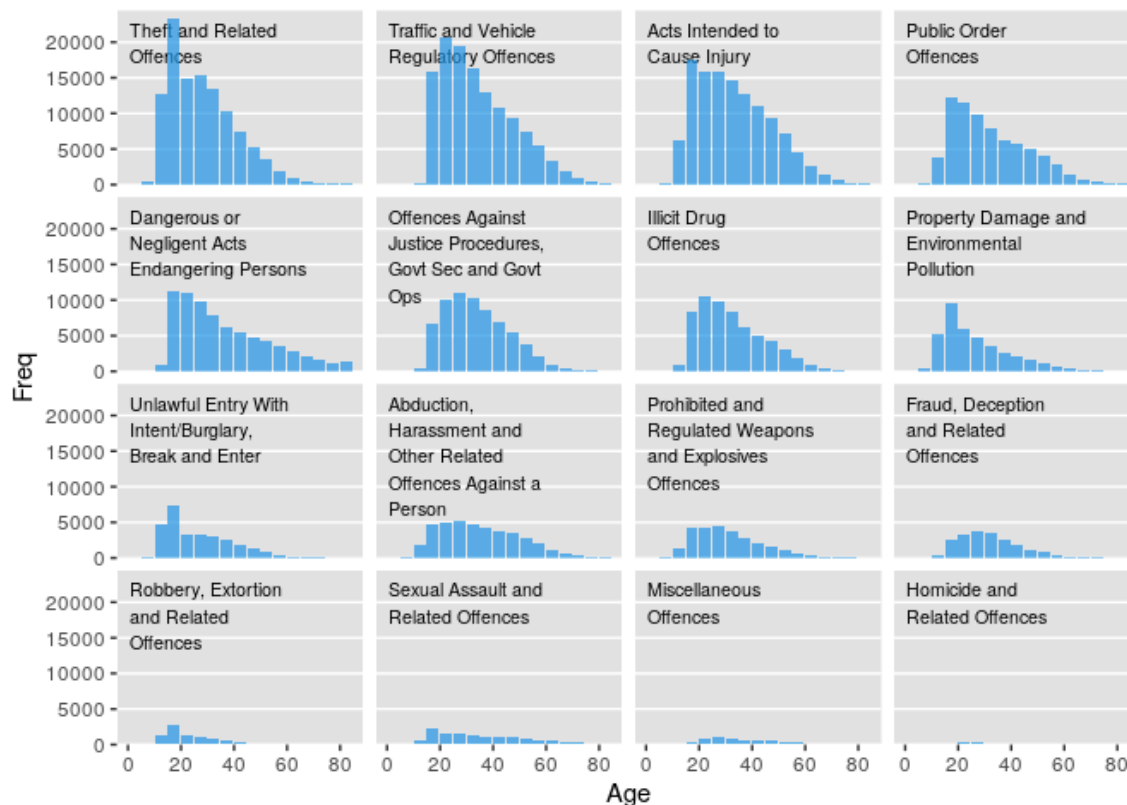 Theft and Related
Offences
Traffic and Vehicle
Regulatory Offences
Acts Intended to
Cause Injury
Public Order
Offences
20000
15000
10000
5000
0
Dangerous or
Negligent Acts
Endangering Persons
Offences Against
Justice Procedures,
Govt Sec and Govt
Ops
Illicit Drug
Offences
Property Damage and
Environmental
Pollution
20000
15000
10000
5000
0
Freq
Unlawful Entry With
Intent/Burglary,
Break and Enter
Abduction,
Harassment and
Other Related
Offences Against a
Person
Prohibited and
Regulated Weapons
and Explosives
Offences
Fraud, Deception
and Related
Offences
20000
15000
10000
5000
0
Robbery, Extortion
and Related
Offences
Sexual Assault and
Related Offences
Miscellaneous
Offences
Homicide and
Related Offences
20000
15000
10000
5000
0
0 20 40 60 80 0 20 40 60 80 0 20 40 60 80 0 20 40 60 80
Age